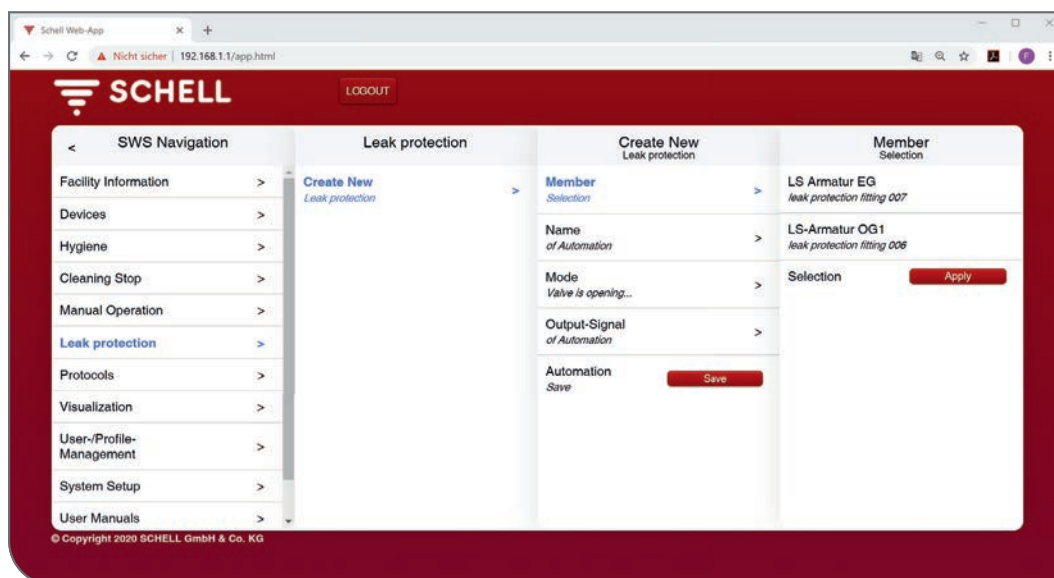 Schell Web-App
Nicht sicher | 192.168.1.1/app.html
SCHELL
LOGOUT
< SWS Navigation
Facility Information >
Devices >
Hygiene >
Cleaning Stop >
Manual Operation >
Leak protection >
Protocols >
Visualization >
User-/Profile-
Management >
System Setup >
User Manuals >
Leak protection
Create New >
Leak protection
Create New
Leak protection
Member >
Selection
Name >
of Automation
Mode >
Valve is opening...
Output-Signal >
of Automation
Automation
Save
Save
Member
Selection
LS Armatur EG
leak protection fitting 007
LS-Armatur OG1
leak protection fitting 006
Selection
Apply
© Copyright 2020 SCHELL GmbH & Co. KG